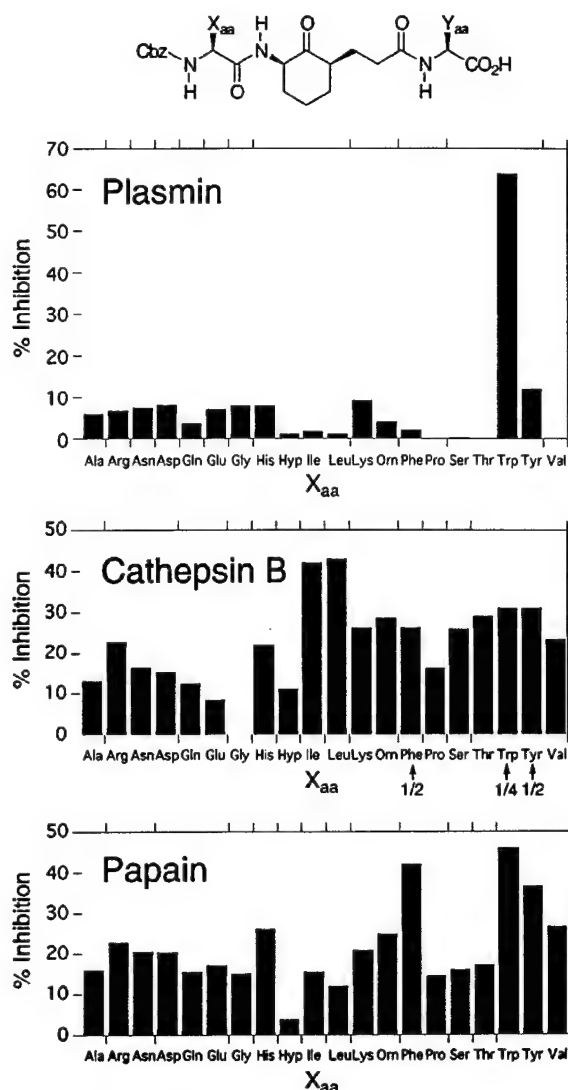 H Xaa O O Yaa
Cbz N N N CO2H
H O H
70
60
50
40
30
20
10
0
% Inhibition
Plasmin
Ala Arg Asn Asp Gln Glu Gly His Hyp Ile Leu Lys Orn Phe Pro Ser Thr Trp Tyr Val
Xaa
50
40
30
20
10
0
% Inhibition
Cathepsin B
Ala Arg Asn Asp Gln Glu Gly His Hyp Ile Leu Lys Orn Phe Pro Ser Thr Trp Tyr Val
Xaa
1/2 1/4 1/2
50
40
30
20
10
0
% Inhibition
Papain
Ala Arg Asn Asp Gln Glu Gly His Hyp Ile Leu Lys Orn Phe Pro Ser Thr Trp Tyr Val
Xaa